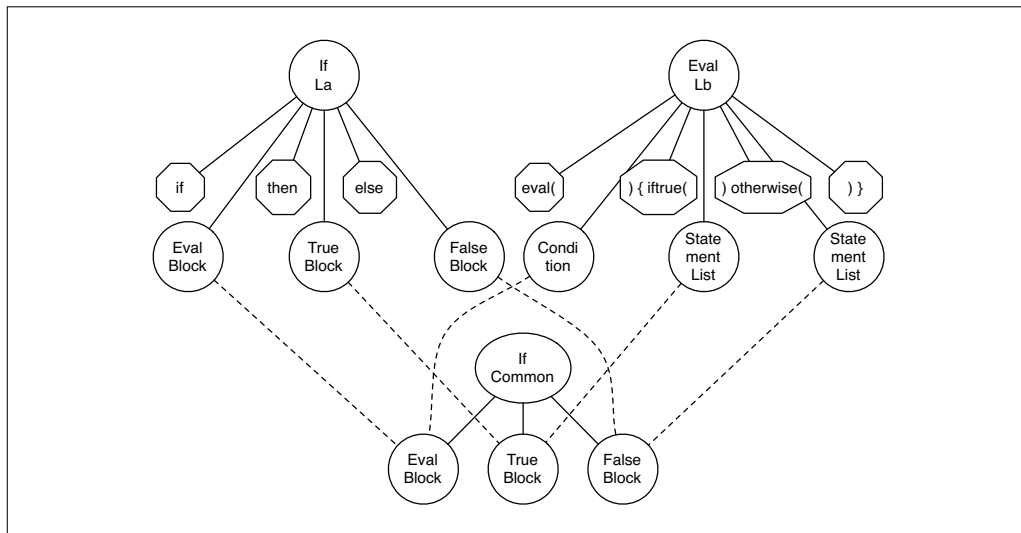 If
La
Eval
Lb
if
then
else
eval(
) { iftrue(
) otherwise(
) }
Eval
Block
True
Block
False
Block
Condi
tion
State
ment
List
State
ment
List
If
Common
Eval
Block
True
Block
False
Block